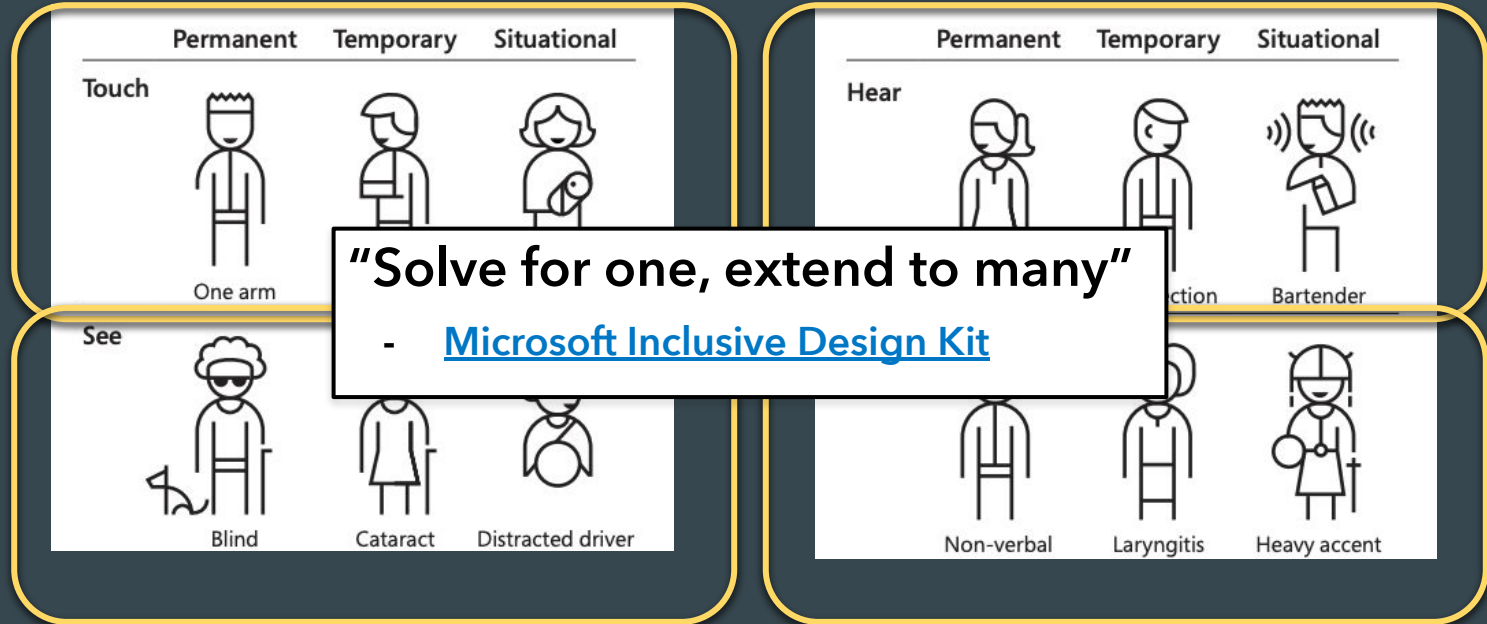 Permanent Temporary Situational
Touch
One arm
See
Blind Cataract Distracted driver
Permanent Temporary Situational
Hear
ction Bartender
Non-verbal Laryngitis Heavy accent
"Solve for one, extend to many"
- Microsoft Inclusive Design Kit